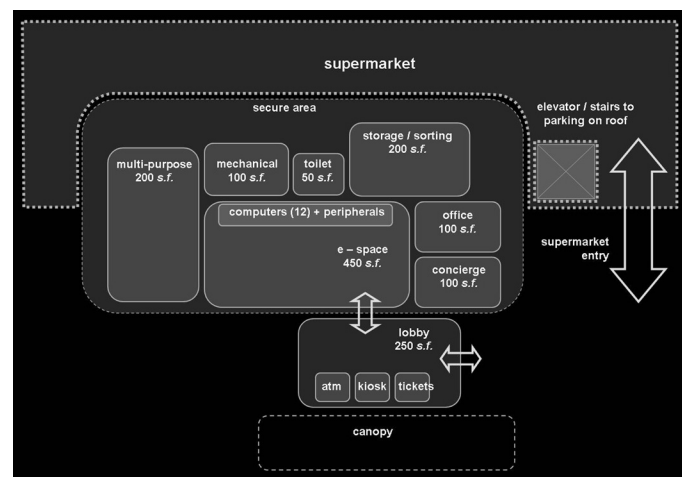 supermarket
secure area
elevator / stairs to
parking on roof
storage / sorting
200 s.f.
multi-purpose
200 s.f.
mechanical
100 s.f.
toilet
50 s.f.
computers (12) + peripherals
office
100 s.f.
e – space
450 s.f.
supermarket
entry
concierge
100 s.f.
lobby
250 s.f.
atm
kiosk
tickets
canopy